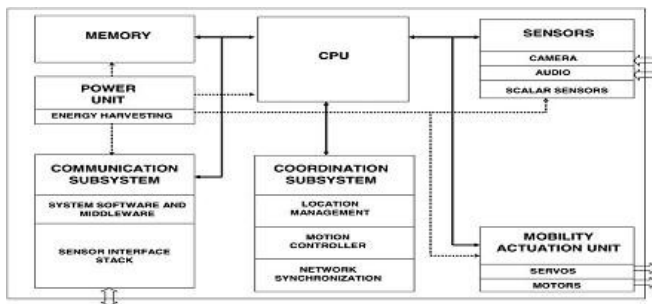 MEMORY
CPU
SENSORS
CAMERA
AUDIO
SCALAR SENSORS
POWER
UNIT
ENERGY HARVESTING
COMMUNICATION
SUBSYSTEM
SYSTEM SOFTWARE AND
MIDDLEWARE
SENSOR INTERFACE
STACK
COORDINATION
SUBSYSTEM
LOCATION
MANAGEMENT
MOTION
CONTROLLER
NETWORK
SYNCHRONIZATION
MOBILITY
ACTUATION UNIT
SERVOS
MOTORS